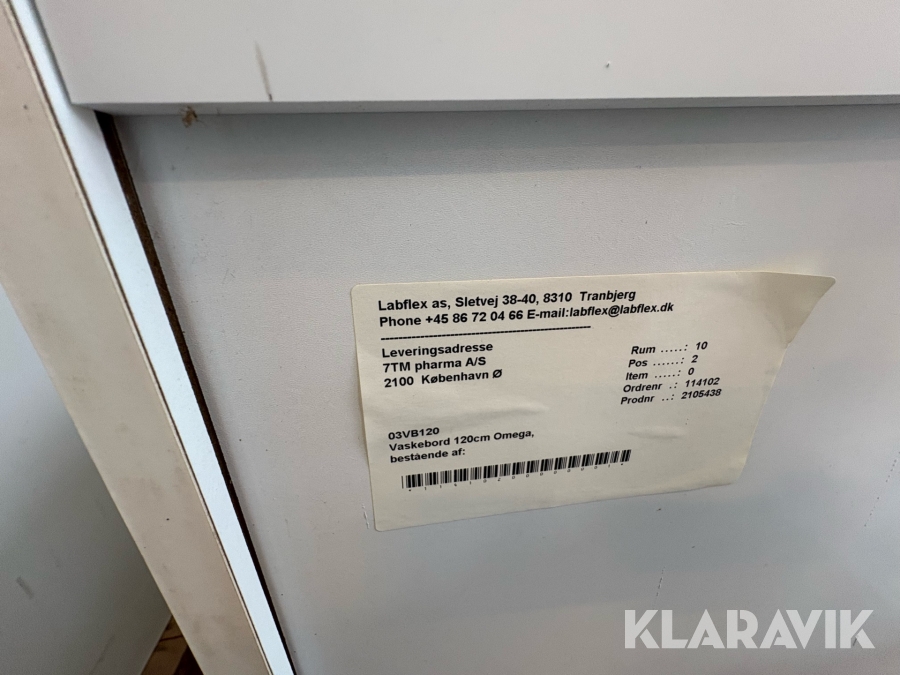 Labflex as, Sletvej 38-40, 8310 Tranbjerg
Phone +45 86 72 04 66 E-mail:labflex@labflex.dk
Leveringsadresse
7TM pharma A/S
2100 København Ø
Rum .....: 10
Pos ......: 2
Item .....: 0
Ordrenr .: 114102
Prodnr ..: 2105438
03VB120
Vaskebord 120cm Omega,
bestående af:
KLARAVIK